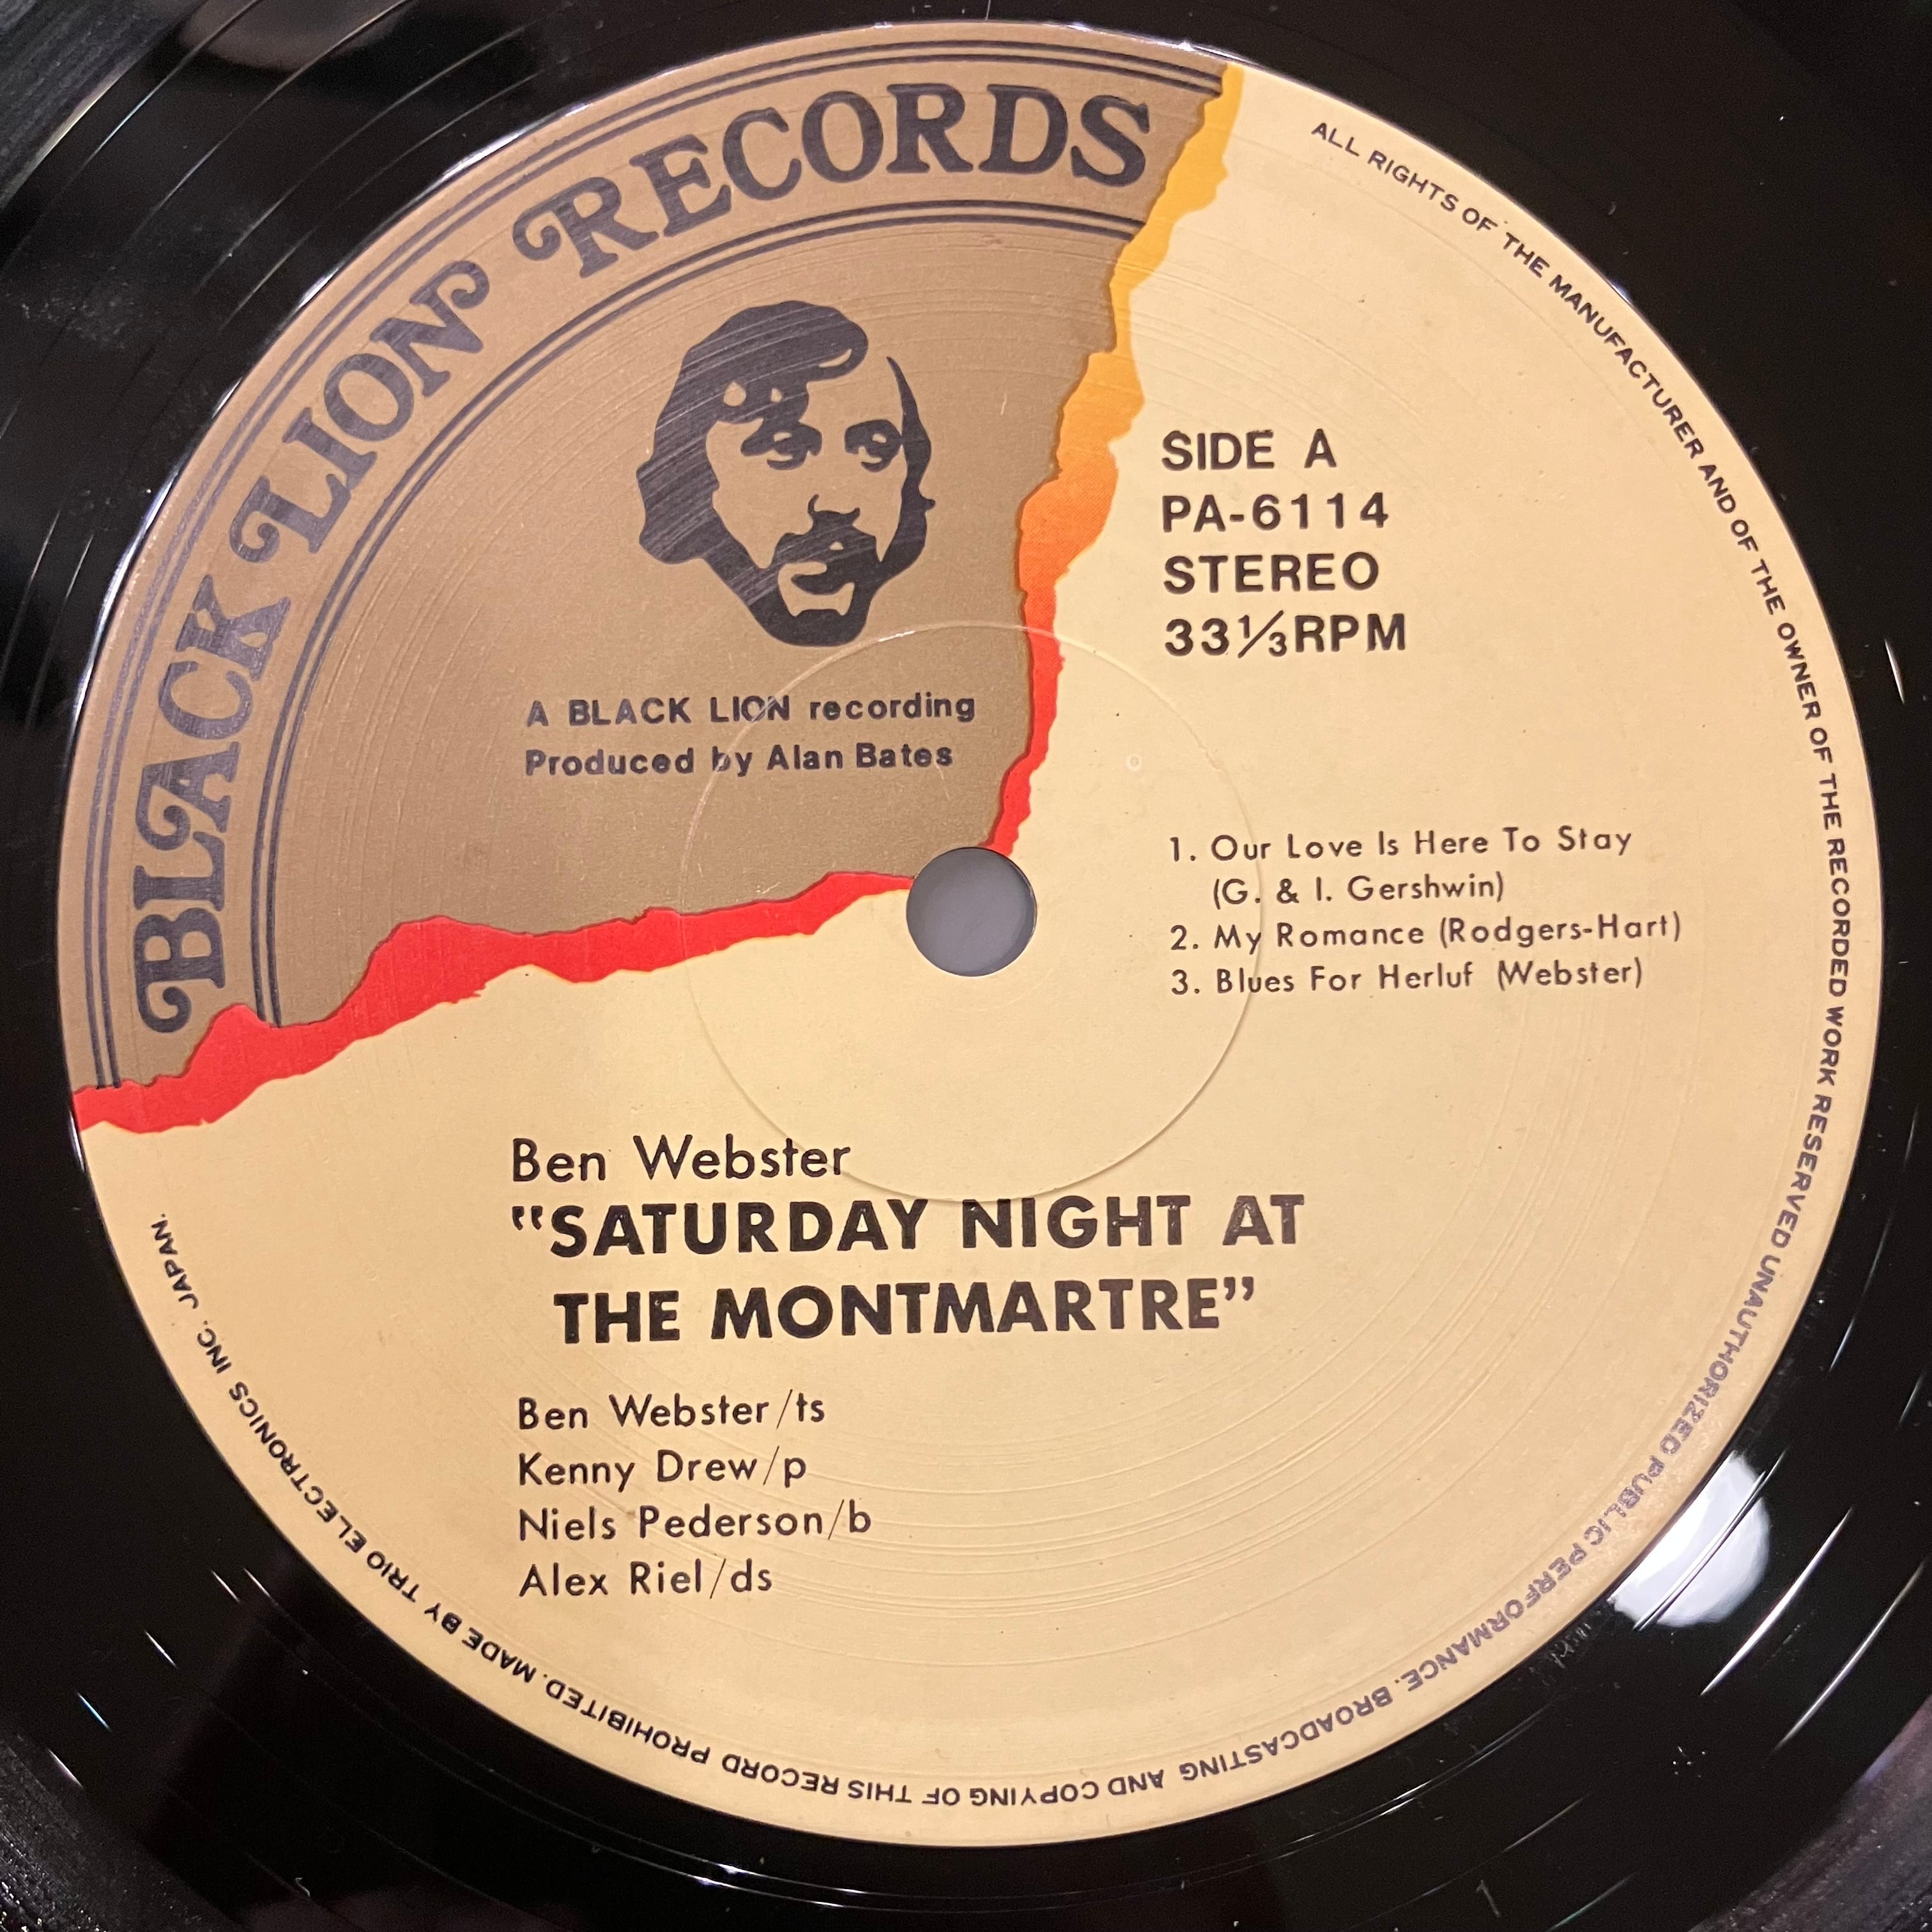 BLACK LION RECORDS
A BLACK LION recording
Produced by Alan Bates
SIDE A
PA-6114
STEREO
33⅓RPM
1. Our Love Is Here To Stay
(G. & I. Gershwin)
2. My Romance (Rodgers-Hart)
3. Blues For Herluf (Webster)
Ben Webster
"SATURDAY NIGHT AT
THE MONTMARTRE"
Ben Webster/ts
Kenny Drew/p
Niels Pederson/b
Alex Riel/ds
ALL RIGHTS OF THE MANUFACTURER AND OF THE OWNER OF THE RECORDED WORK RESERVED UNAUTHORIZED PUBLIC PERFORMANCE. BROADCASTING AND COPYING OF THIS RECORD PROHIBITED. MADE BY TRIO ELECTRONICS INC. JAPAN.